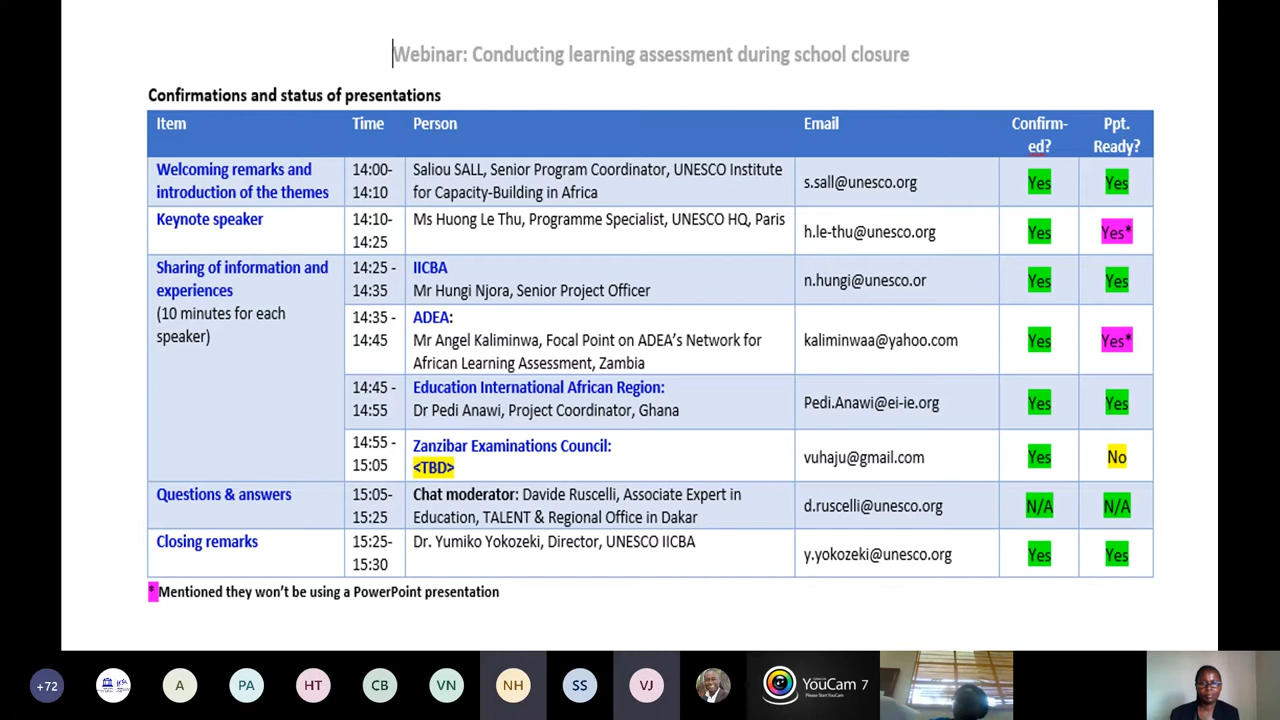 Webinar: Conducting learning assessment during school closure
Confirmations and status of presentations
Item Time Person Email Confirm-ed? Ppt. Ready?
Welcoming remarks and introduction of the themes 14:00-14:10 Saliou SALL, Senior Program Coordinator, UNESCO Institute for Capacity-Building in Africa s.sall@unesco.org Yes Yes
Keynote speaker 14:10-14:25 Ms Huong Le Thu, Programme Specialist, UNESCO HQ, Paris h.le-thu@unesco.org Yes Yes*
Sharing of information and experiences (10 minutes for each speaker) 14:25 - 14:35 IICBA Mr Hungi Njora, Senior Project Officer n.hungi@unesco.or Yes Yes
14:35 - 14:45 ADEA: Mr Angel Kaliminwa, Focal Point on ADEA's Network for African Learning Assessment, Zambia kaliminwaa@yahoo.com Yes Yes*
14:45 - 14:55 Education International African Region: Dr Pedi Anawi, Project Coordinator, Ghana Pedi.Anawi@ei-ie.org Yes Yes
14:55 - 15:05 Zanzibar Examinations Council: <TBD> vuhaju@gmail.com Yes No
Questions & answers 15:05-15:25 Chat moderator: Davide Ruscelli, Associate Expert in Education, TALENT & Regional Office in Dakar d.ruscelli@unesco.org N/A N/A
Closing remarks 15:25-15:30 Dr. Yumiko Yokozeki, Director, UNESCO IICBA y.yokozeki@unesco.org Yes Yes
* Mentioned they won't be using a PowerPoint presentation
+72 A PA HT CB VN NH SS VJ YouCam 7
Please Start YouCam